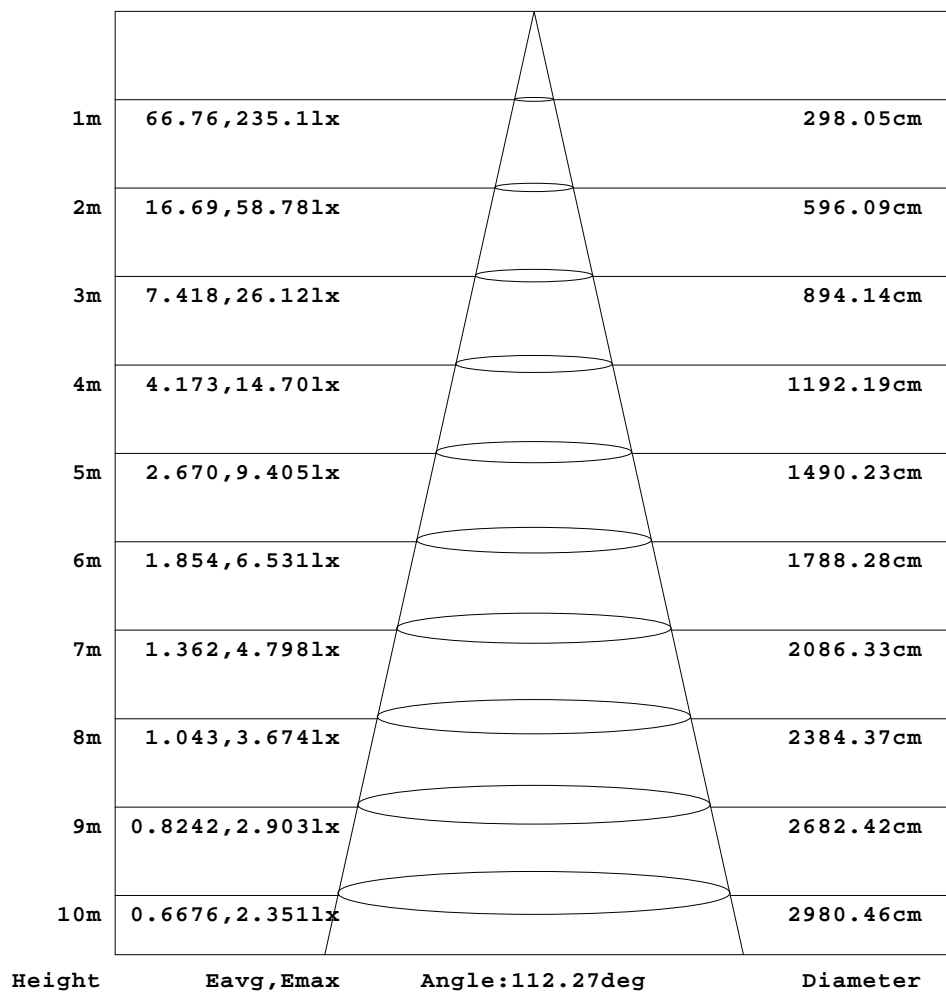 1m 66.76,235.1lx 298.05cm
2m 16.69,58.78lx 596.09cm
3m 7.418,26.12lx 894.14cm
4m 4.173,14.70lx 1192.19cm
5m 2.670,9.405lx 1490.23cm
6m 1.854,6.531lx 1788.28cm
7m 1.362,4.798lx 2086.33cm
8m 1.043,3.674lx 2384.37cm
9m 0.8242,2.903lx 2682.42cm
10m 0.6676,2.351lx 2980.46cm
Height Eavg,Emax Angle:112.27deg Diameter